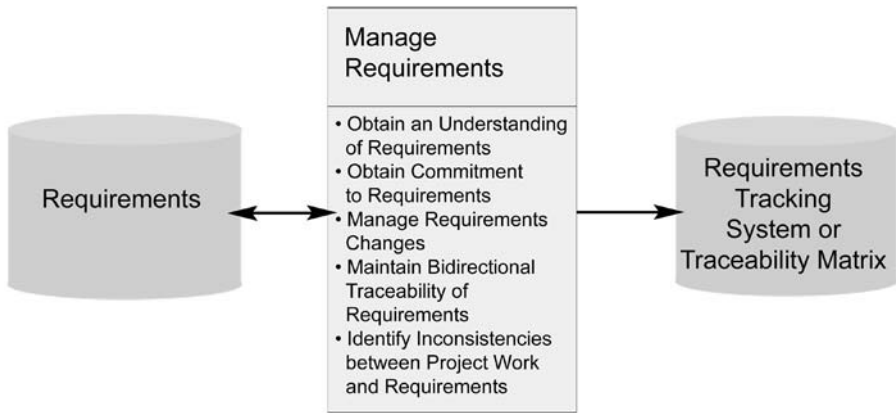 Requirements
Manage
Requirements
• Obtain an Understanding
of Requirements
• Obtain Commitment
to Requirements
• Manage Requirements
Changes
• Maintain Bidirectional
Traceability of
Requirements
• Identify Inconsistencies
between Project Work
and Requirements
Requirements
Tracking
System or
Traceability Matrix